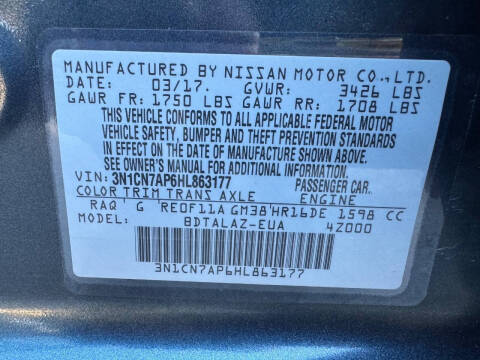 MANUFACTURED BY NISSAN MOTOR CO., LTD.
DATE: 03/17. GVWR: 3426 LBS
GAWR FR: 1750 LBS GAWR RR: 1708 LBS
THIS VEHICLE CONFORMS TO ALL APPLICABLE FEDERAL MOTOR
VEHICLE SAFETY, BUMPER AND THEFT PREVENTION STANDARDS
IN EFFECT ON THE DATE OF MANUFACTURE SHOWN ABOVE.
SEE OWNER'S MANUAL FOR ADDITIONAL INFORMATION.
VIN: 3N1CN7AP6HL863177 PASSENGER CAR.
COLOR TRIM TRANS AXLE ENGINE
RAQ G RE0F11A GM38 HR16DE 1598 CC
MODEL: BDTALAZ-EUA 4Z000
3N1CN7AP6HL863177